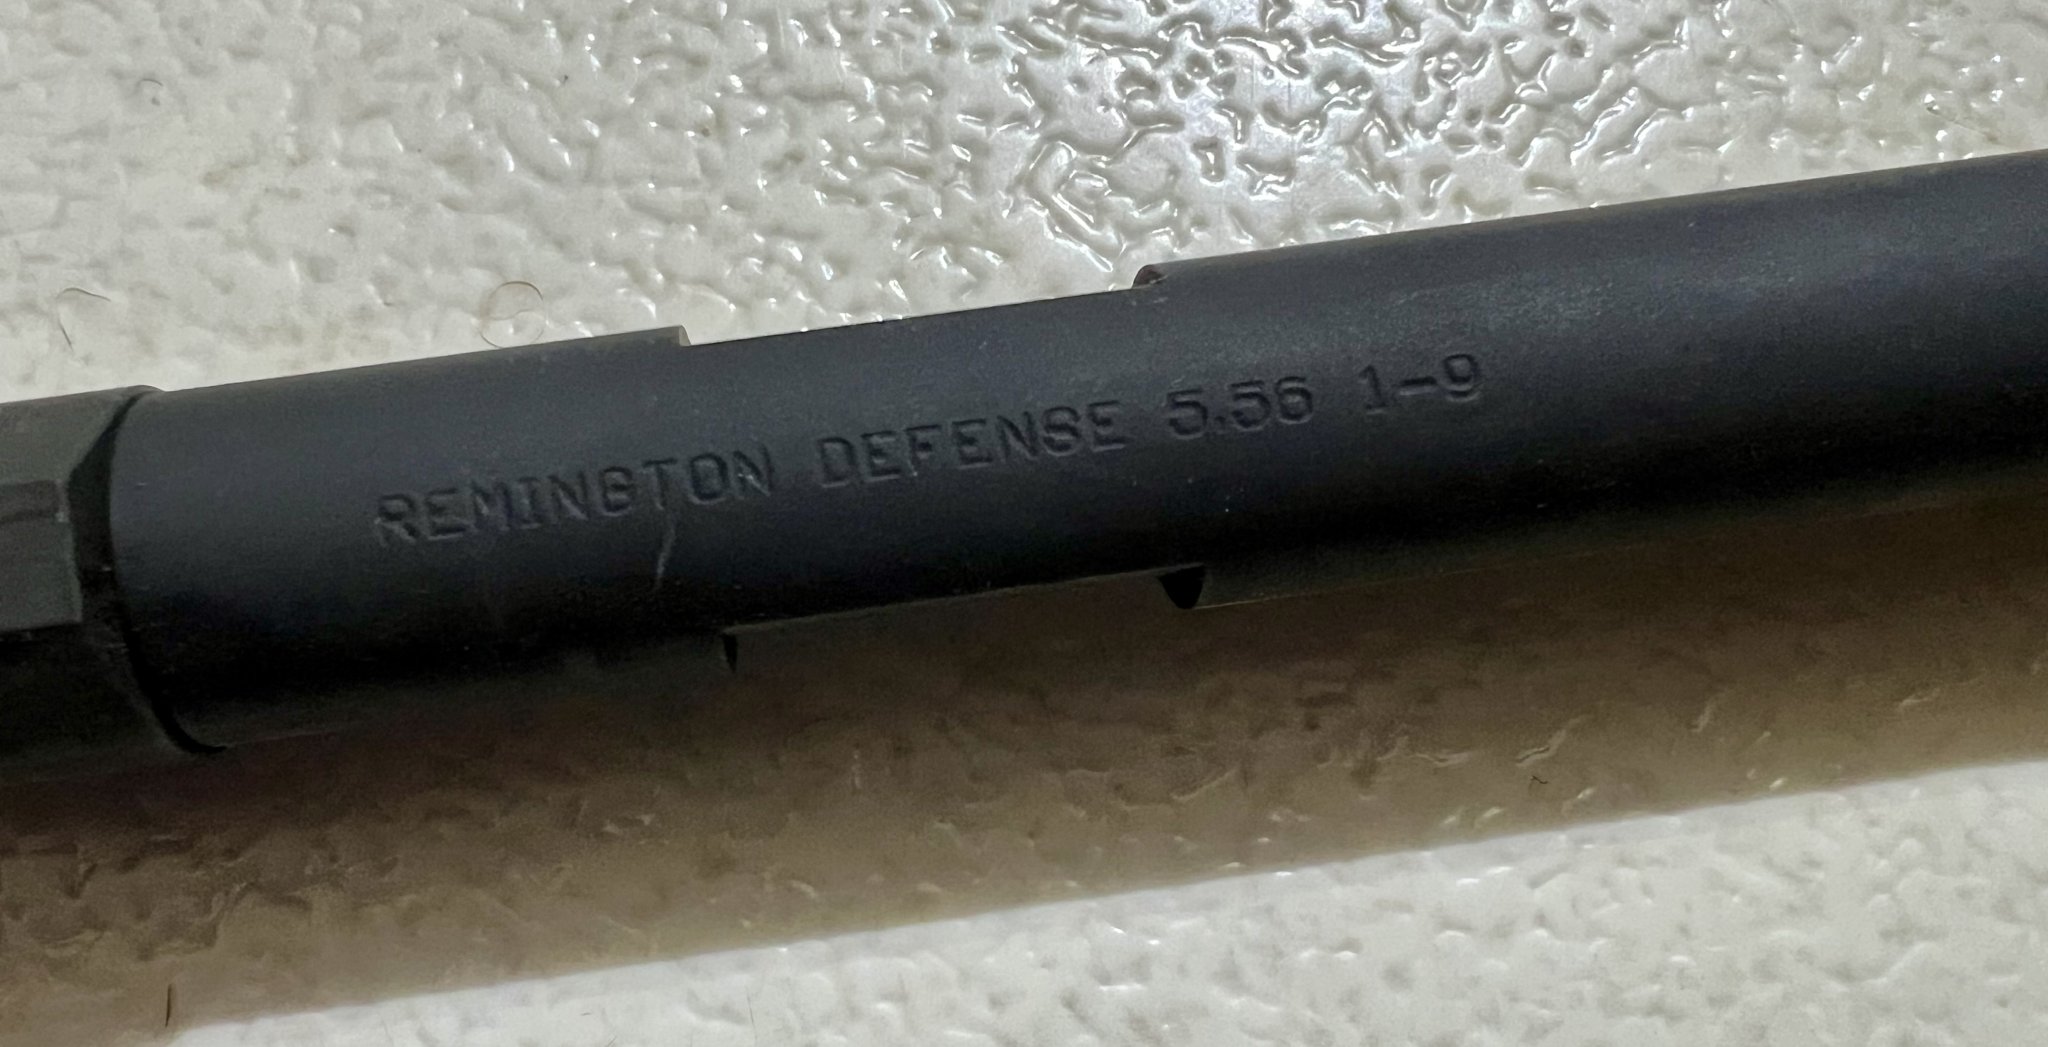 REMINGTON DEFENSE 5.56 1-9